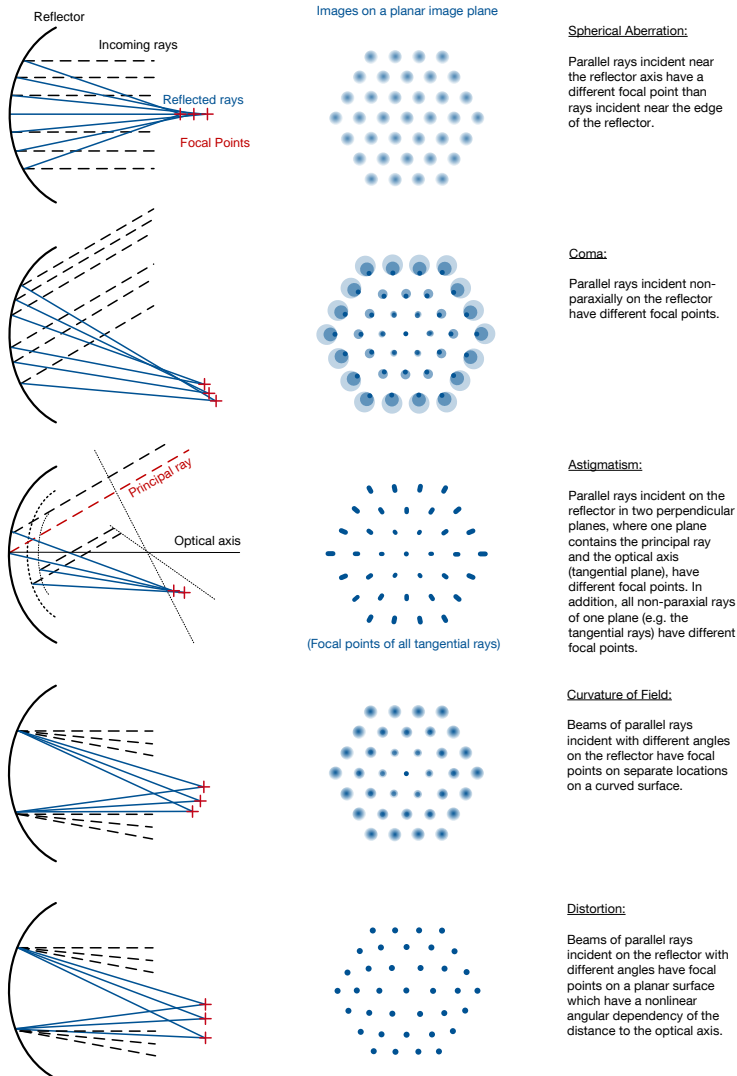 Reflector
Images on a planar image plane
Incoming rays
Reflected rays
Focal Points
Spherical Aberration:
Parallel rays incident near
the reflector axis have a
different focal point than
rays incident near the edge
of the reflector.
Coma:
Parallel rays incident non-
paraxially on the reflector
have different focal points.
Principal ray
Optical axis
(Focal points of all tangential rays)
Astigmatism:
Parallel rays incident on the
reflector in two perpendicular
planes, where one plane
contains the principal ray
and the optical axis
(tangential plane), have
different focal points. In
addition, all non-paraxial rays
of one plane (e.g. the
tangential rays) have different
focal points.
Curvature of Field:
Beams of parallel rays
incident with different angles
on the reflector have focal
points on separate locations
on a curved surface.
Distortion:
Beams of parallel rays
incident on the reflector with
different angles have focal
points on a planar surface
which have a nonlinear
angular dependency of the
distance to the optical axis.